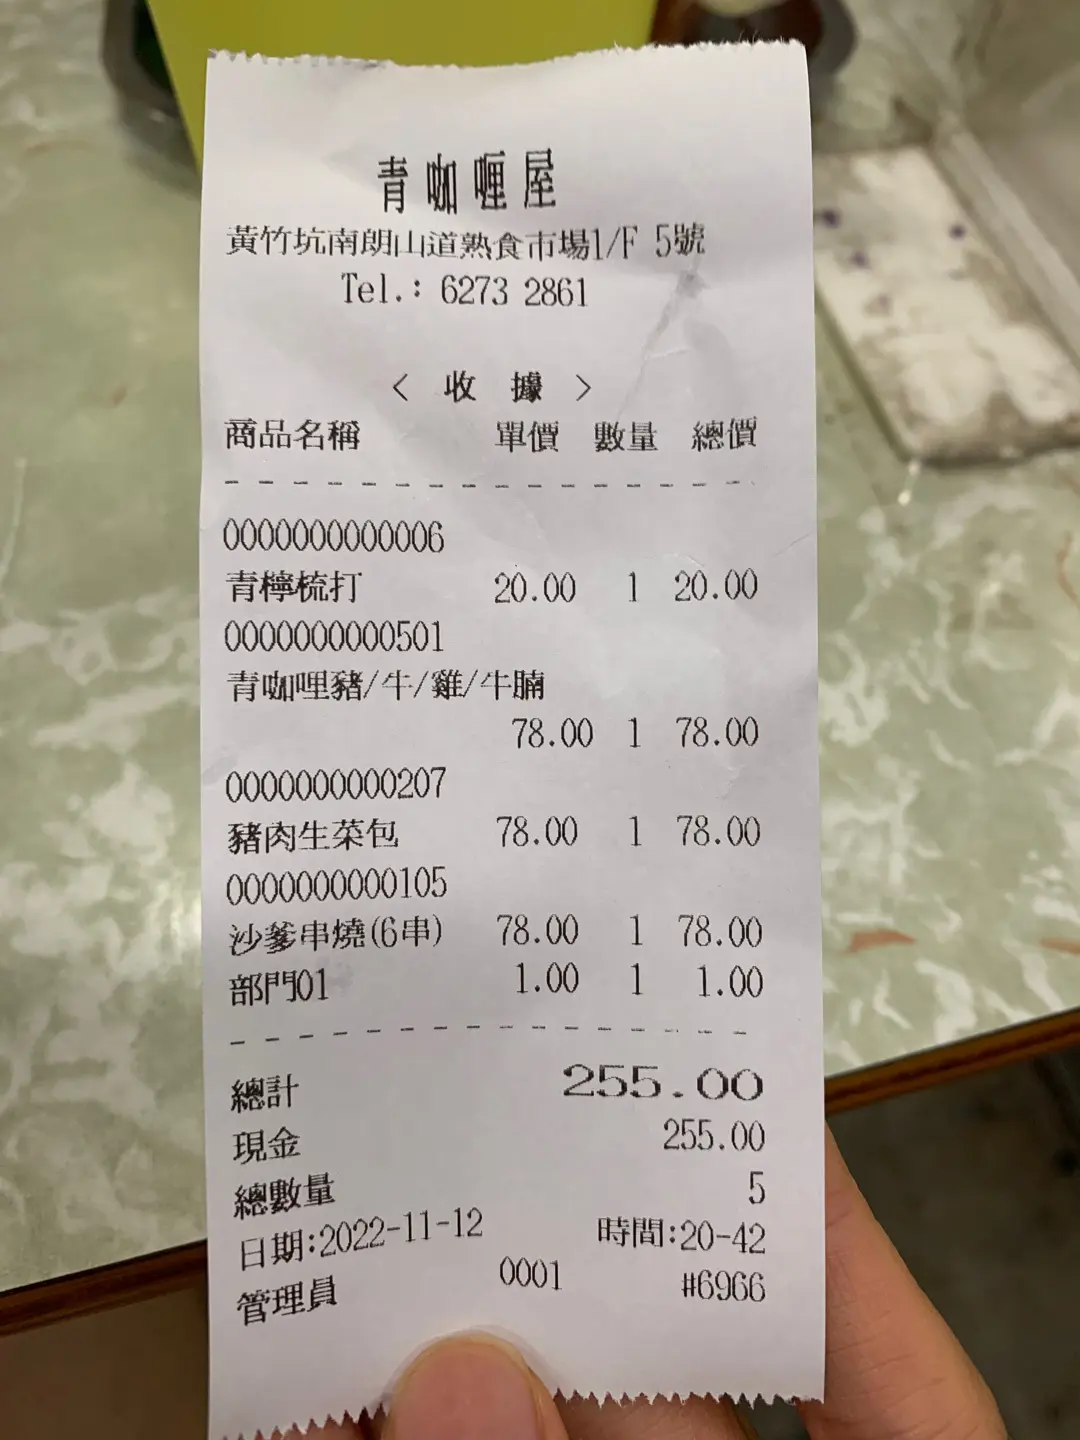 青咖喱屋
黃竹坑南朗山道熟食市場1/F 5號
Tel.: 6273 2861
< 收 據 >
商品名稱 單價 數量 總價
0000000000006
青檸梳打 20.00 1 20.00
0000000000501
青咖哩豬/牛/雞/牛腩
78.00 1 78.00
0000000000207
豬肉生菜包 78.00 1 78.00
0000000000105
沙爹串燒(6串) 78.00 1 78.00
部門01 1.00 1 1.00
總計 255.00
現金 255.00
總數量 5
日期:2022-11-12 時間:20-42
管理員 0001 #6966